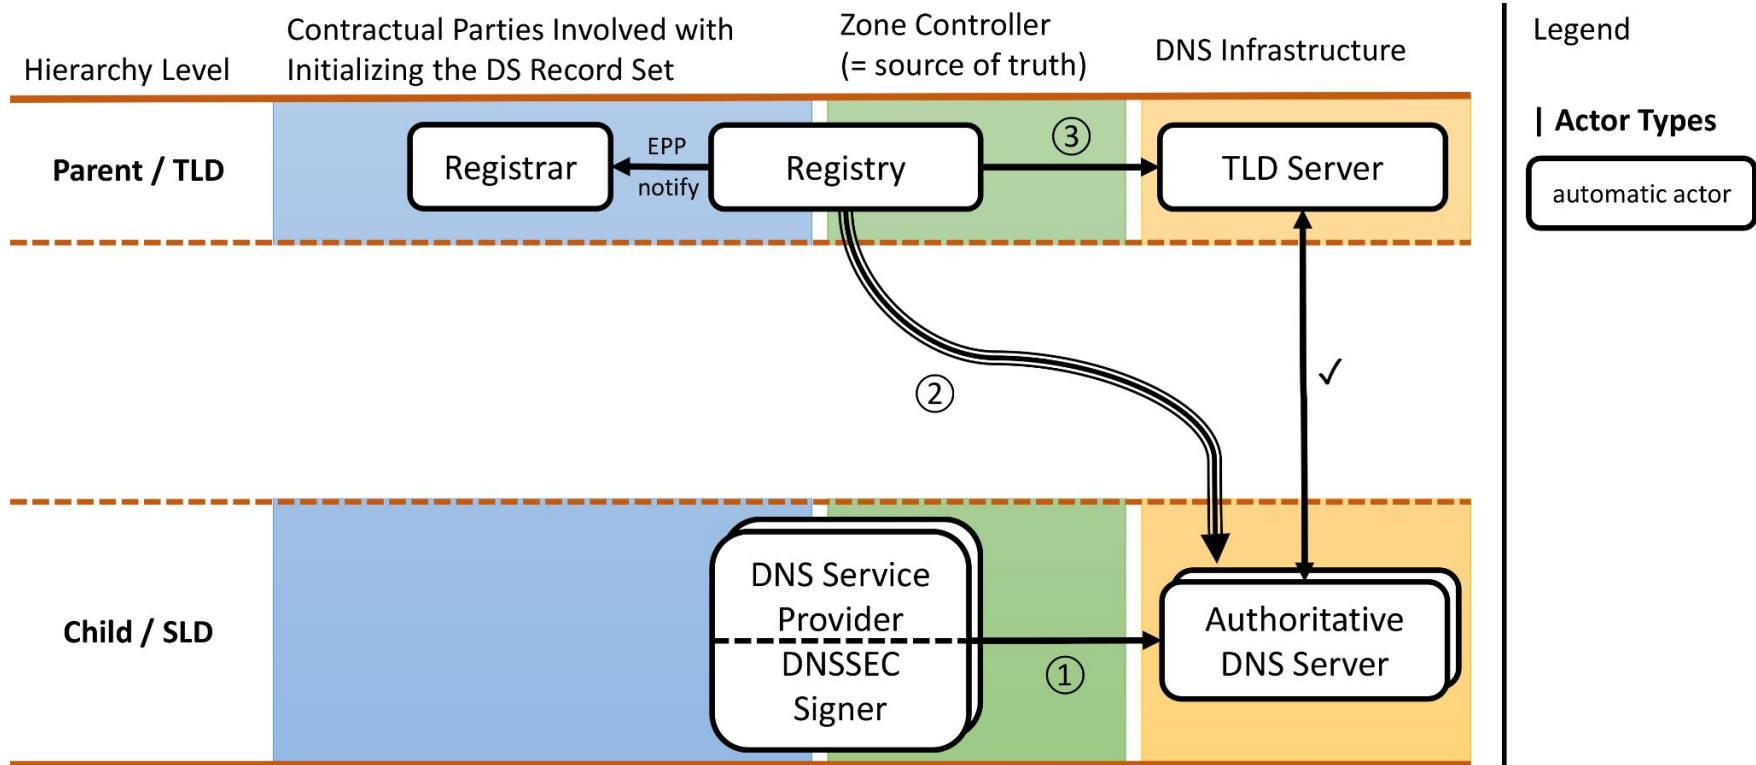 Hierarchy Level
Contractual Parties Involved with
Initializing the DS Record Set
Zone Controller
(= source of truth)
DNS Infrastructure
Legend
| Actor Types
automatic actor
Parent / TLD
Registrar
EPP
notify
Registry
③
TLD Server
②
✓
Child / SLD
DNS Service
Provider
DNSSEC
Signer
①
Authoritative
DNS Server